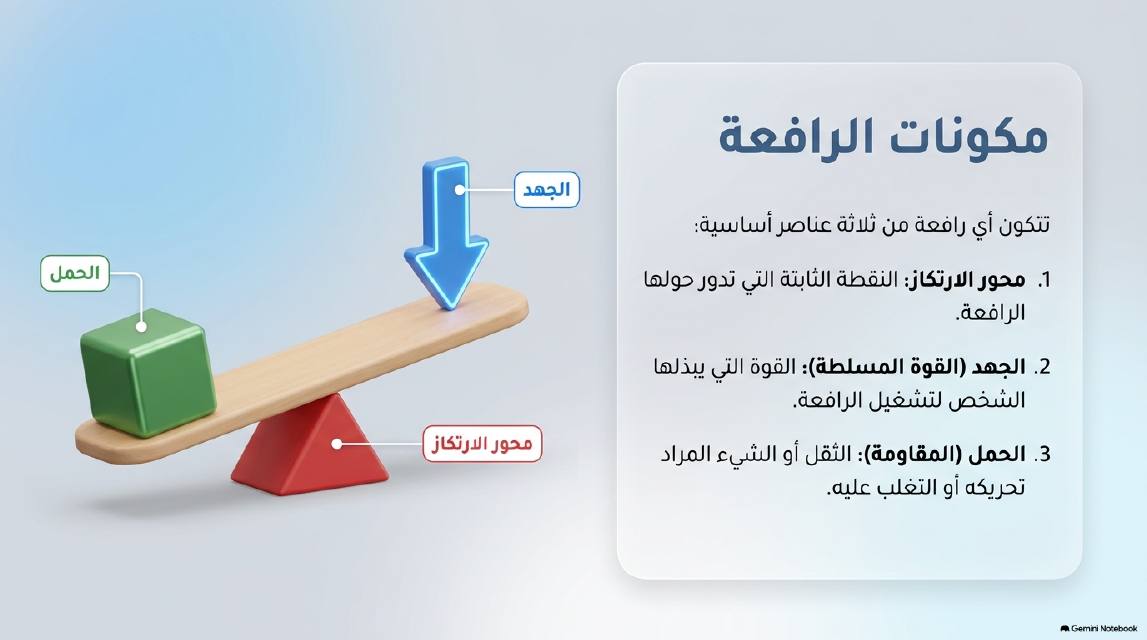 مكونات الرافعة
تتكون أي رافعة من ثلاثة عناصر أساسية:
1. محور الارتكاز: النقطة الثابتة التي تدور حولها
الرافعة.
2. الجهد (القوة المسلطة): القوة التي يبذلها
الشخص لتشغيل الرافعة.
3. الحمل (المقاومة): الثقل أو الشيء المراد
تحريكه أو التغلب عليه.
الجهد
الحمل
محور الارتكاز
Gemini Notebook